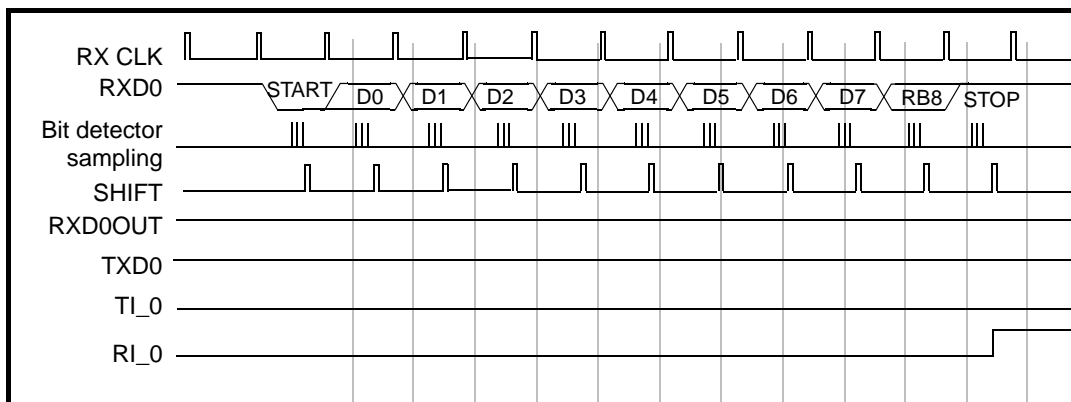 RX CLK
RXD0
START D0 D1 D2 D3 D4 D5 D6 D7 RB8 STOP
Bit detector
sampling
SHIFT
RXD0OUT
TXD0
TI_0
RI_0